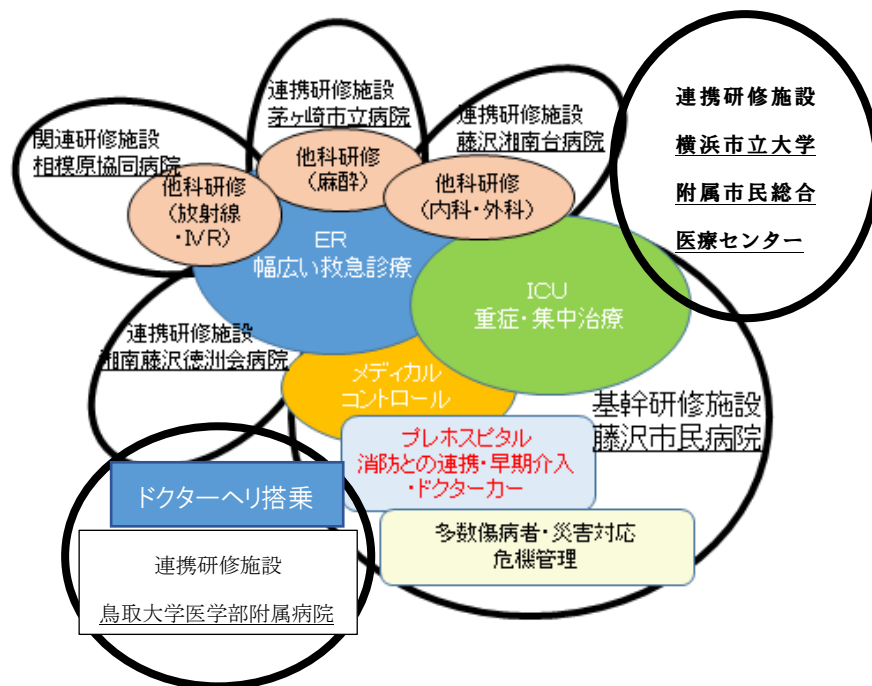 連携研修施設
茅ヶ崎市立病院
関連研修施設
相模原協同病院
連携研修施設
藤沢湘南台病院
連携研修施設
横浜市立大学
附属市民総合
医療センター
他科研修
(放射線
・IVR)
他科研修
(麻酔)
他科研修
(内科・外科)
ER
幅広い救急診療
ICU
重症・集中治療
連携研修施設
湘南藤沢徳洲会病院
メディカル
コントロール
基幹研修施設
藤沢市民病院
プレホスピタル
消防との連携・早期介入
・ドクターカー
ドクターヘリ搭乗
多数傷病者・災害対応
危機管理
連携研修施設
鳥取大学医学部附属病院